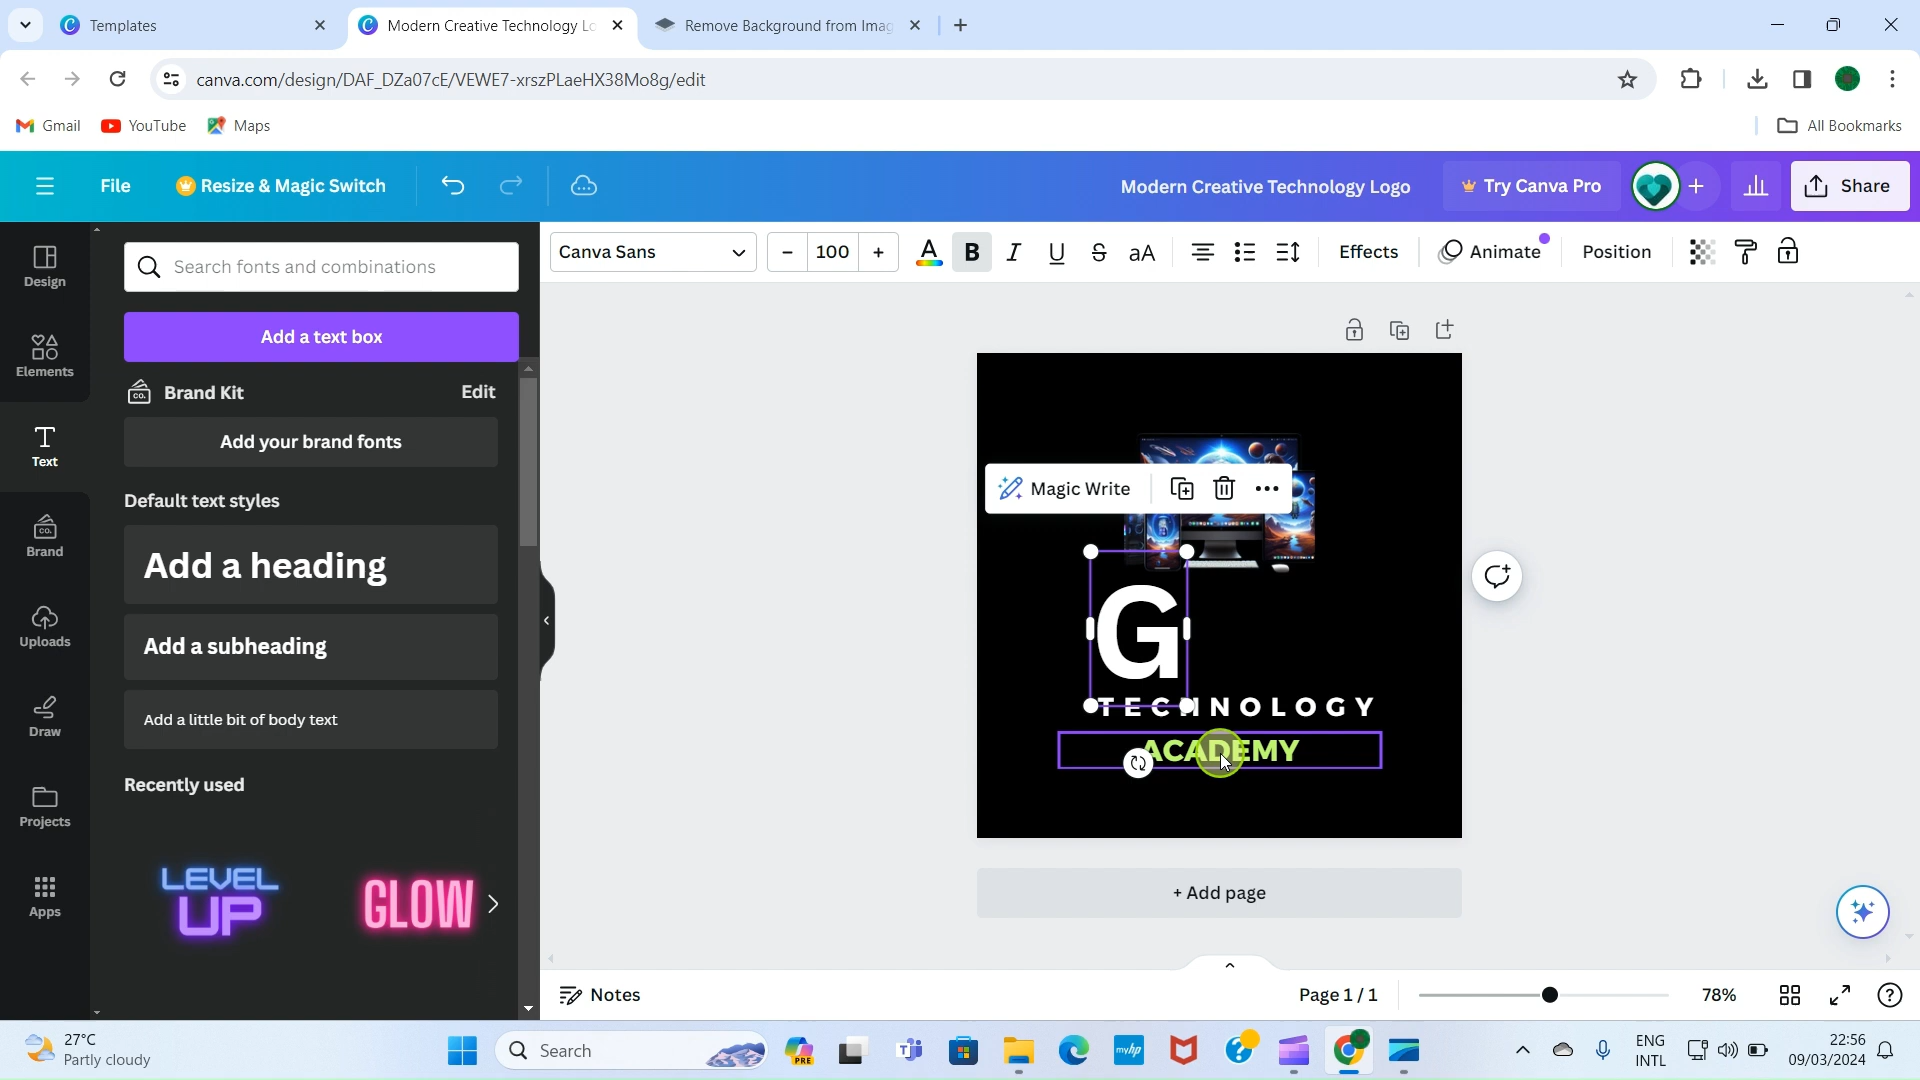 Templates
Modern Creative Technology Lo
Remove Background from Imag
canva.com/design/DAF_DZa07cE/VEWE7-xrszPLaeHX38Mo8g/edit
Gmail
YouTube
Maps
All Bookmarks
File
Resize & Magic Switch
Modern Creative Technology Logo
Try Canva Pro
Share
Design
Elements
Text
Brand
Uploads
Draw
Projects
Apps
Search fonts and combinations
Add a text box
Brand Kit
Edit
Add your brand fonts
Default text styles
Add a heading
Add a subheading
Add a little bit of body text
Recently used
LEVEL
UP
GLOW
Canva Sans
- 100 +
A B I U S aA
Effects
Animate
Position
Magic Write
G
TECHNOLOGY
ACADEMY
+ Add page
Notes
Page 1 / 1
78%
27°C
Partly cloudy
Search
PRE
myhp
ENG
INTL
22:56
09/03/2024